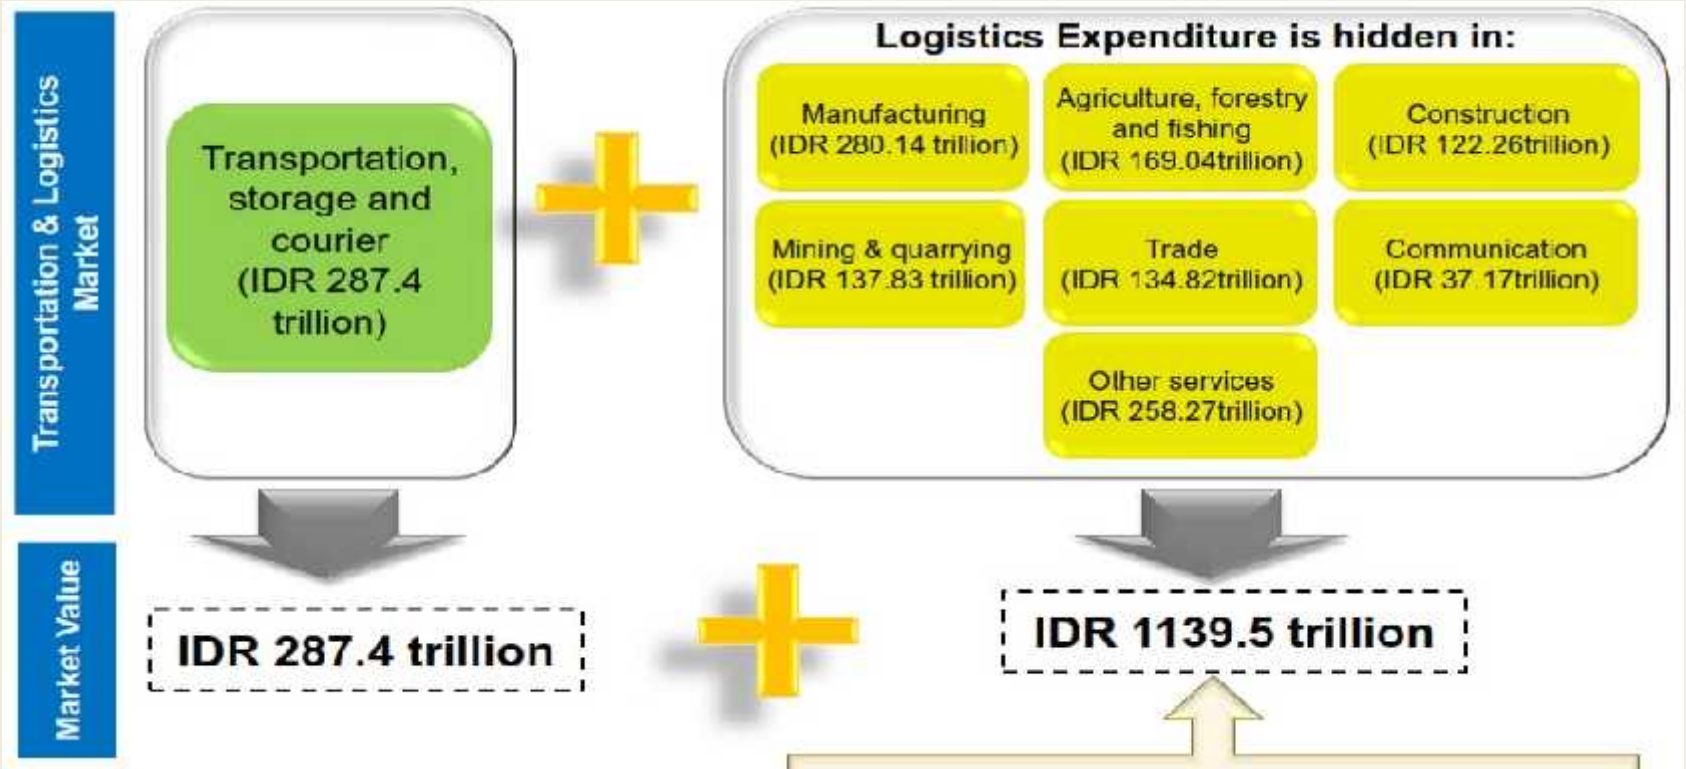 Transportation & Logistics
Market
Transportation,
storage and
courier
(IDR 287.4
trillion)
Logistics Expenditure is hidden in:
Manufacturing
(IDR 280.14 trillion)
Agriculture, forestry
and fishing
(IDR 169.04trillion)
Construction
(IDR 122.26trillion)
Mining & quarrying
(IDR 137.83 trillion)
Trade
(IDR 134.82trillion)
Communication
(IDR 37.17trillion)
Other services
(IDR 258.27trillion)
Market Value
IDR 287.4 trillion
IDR 1139.5 trillion